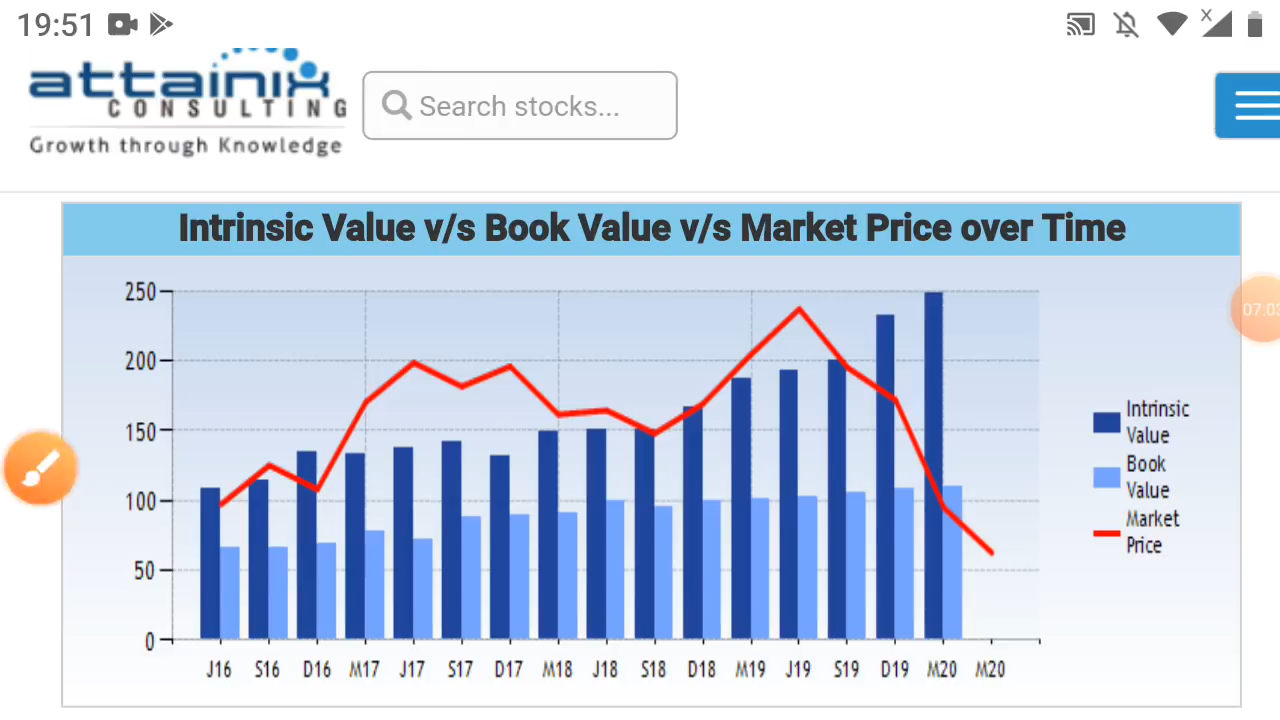 19:51
attainix
CONSULTING
Growth through Knowledge
Search stocks...
Intrinsic Value v/s Book Value v/s Market Price over Time
250
200
150
100
50
0
J16 S16 D16 M17 J17 S17 D17 M18 J18 S18 D18 M19 J19 S19 D19 M20 M20
Intrinsic
Value
Book
Value
Market
Price
07:03